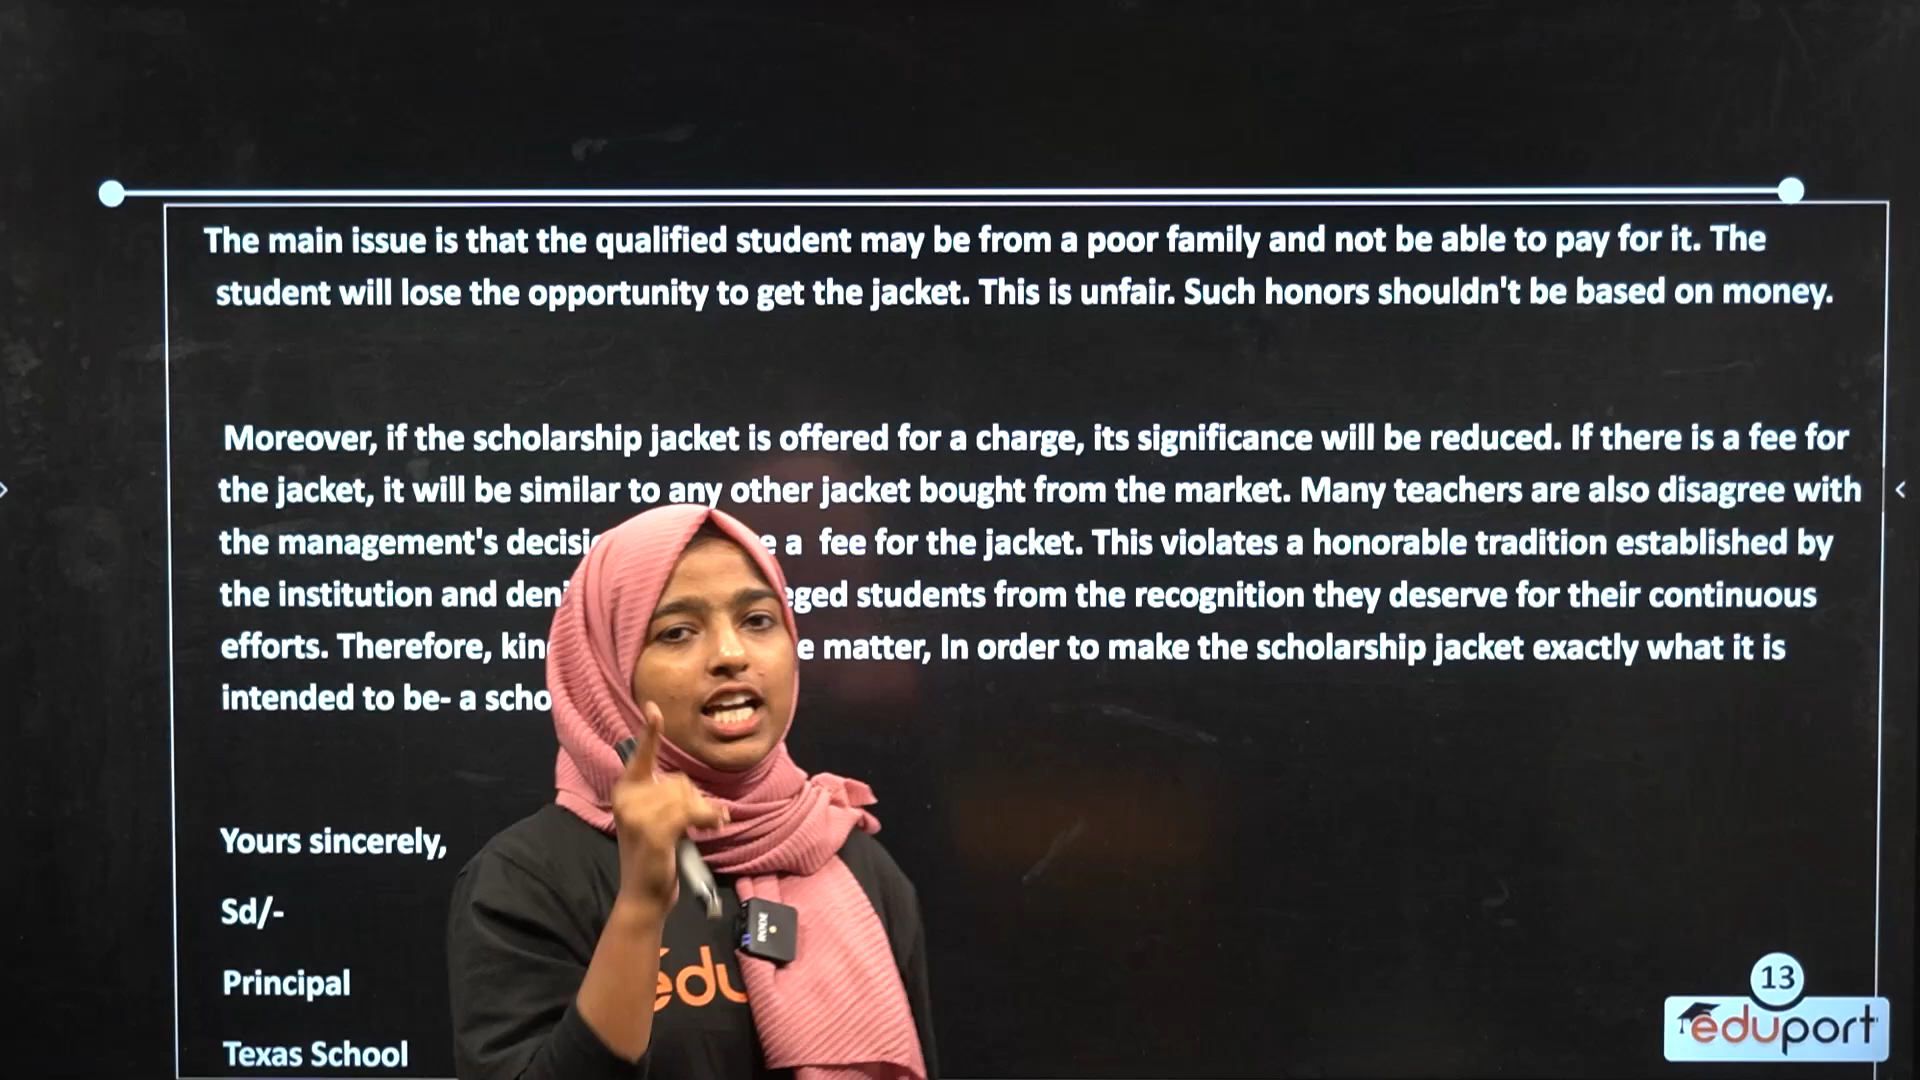 The main issue is that the qualified student may be from a poor family and not be able to pay for it. The
student will lose the opportunity to get the jacket. This is unfair. Such honors shouldn't be based on money.
Moreover, if the scholarship jacket is offered for a charge, its significance will be reduced. If there is a fee for
the jacket, it will be similar to any other jacket bought from the market. Many teachers are also disagree with
the management's a fee for the jacket. This violates a honorable tradition established by
the institution and students from the recognition they deserve for their continuous
efforts. Therefore, matter, In order to make the scholarship jacket exactly what it is
intended to be- a
Yours sincerely,
Sd/-
Principal
Texas School
RODE
edu
13
eduport